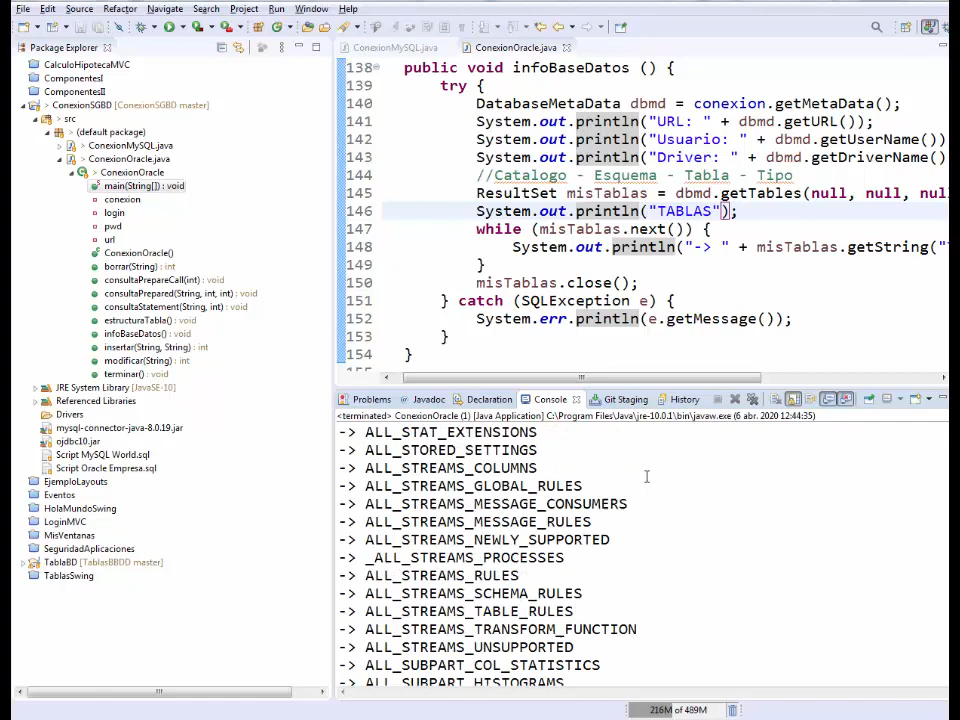 File Edit Source Refactor Navigate Search Project Run Window Help
Package Explorer
CalculoHipotecaMVC
ComponentesI
ComponentesII
ConexionSGBD [ConexionSGBD master]
src
(default package)
ConexionMySQL.java
ConexionOracle.java
ConexionOracle
main(String[]) : void
conexion
login
pwd
url
ConexionOracle()
borrar(String) : int
consultaPrepareCall(int) : void
consultaPrepared(String, int, int) : void
consultaStatement(String, int) : void
estructuraTabla() : void
infoBaseDatos() : void
insertar(String, String) : int
modificar(String) : int
terminar() : void
JRE System Library [JavaSE-10]
Referenced Libraries
Drivers
mysql-connector-java-8.0.19.jar
ojdbc10.jar
Script MySQL World.sql
Script Oracle Empresa.sql
EjemploLayouts
Eventos
HolaMundoSwing
LoginMVC
MisVentanas
SeguridadAplicaciones
TablaBD [TablasBBDD master]
TablasSwing
ConexionMySQL.java ConexionOracle.java
138 public void infoBaseDatos () {
139 try {
140 DatabaseMetaData dbmd = conexion.getMetaData();
141 System.out.println("URL: " + dbmd.getURL());
142 System.out.println("Usuario: " + dbmd.getUserName())
143 System.out.println("Driver: " + dbmd.getDriverName()
144 //Catalogo - Esquema - Tabla - Tipo
145 ResultSet misTablas = dbmd.getTables(null, null, nul
146 System.out.println("TABLAS");
147 while (misTablas.next()) {
148 System.out.println("-> " + misTablas.getString("
149 }
150 misTablas.close();
151 } catch (SQLException e) {
152 System.err.println(e.getMessage());
153 }
154 }
Problems Javadoc Declaration Console Git Staging History
<terminated> ConexionOracle (1) [Java Application] C:\Program Files\Java\jre-10.0.1\bin\javaw.exe (6 abr. 2020 12:44:35)
-> ALL_STAT_EXTENSIONS
-> ALL_STORED_SETTINGS
-> ALL_STREAMS_COLUMNS
-> ALL_STREAMS_GLOBAL_RULES
-> ALL_STREAMS_MESSAGE_CONSUMERS
-> ALL_STREAMS_MESSAGE_RULES
-> ALL_STREAMS_NEWLY_SUPPORTED
-> _ALL_STREAMS_PROCESSES
-> ALL_STREAMS_RULES
-> ALL_STREAMS_SCHEMA_RULES
-> ALL_STREAMS_TABLE_RULES
-> ALL_STREAMS_TRANSFORM_FUNCTION
-> ALL_STREAMS_UNSUPPORTED
-> ALL_SUBPART_COL_STATISTICS
-> ALL_SUBPART_HISTOGRAMS
216M of 489M